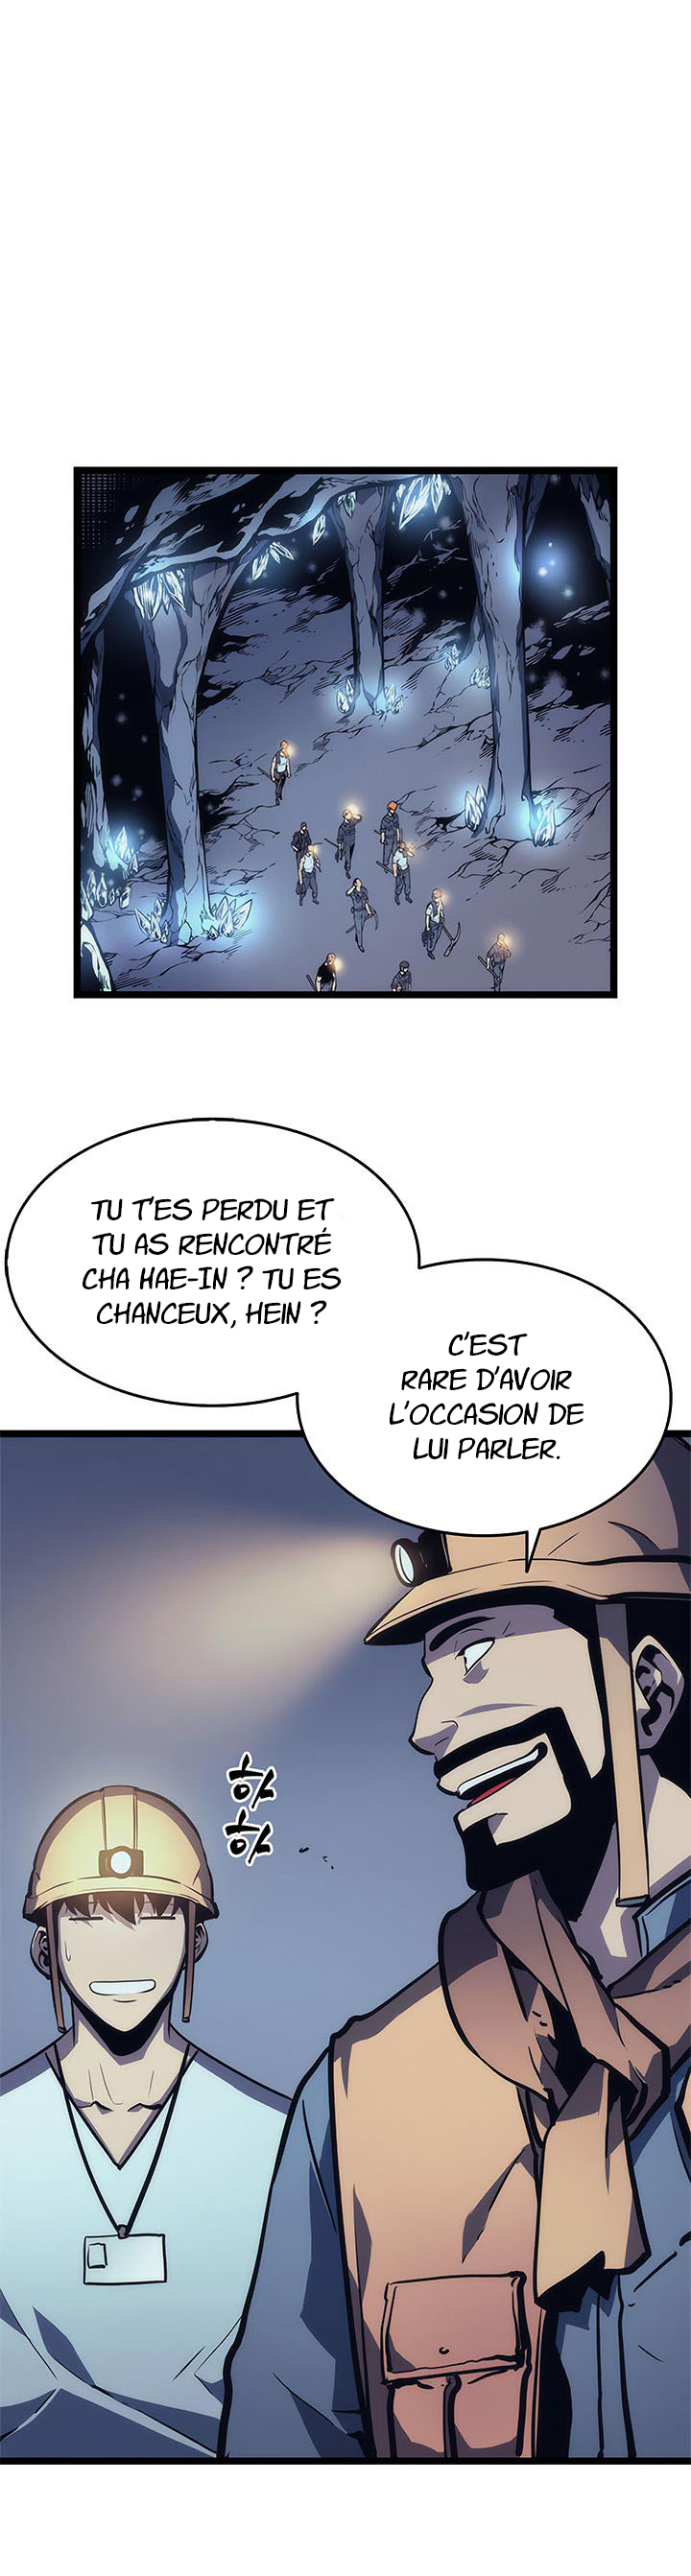 TU T'ES PERDU ET
TU AS RENCONTRÉ
CHA HAE-IN ? TU ES
CHANCEUX, HEIN ?
C'EST
RARE D'AVOIR
L'OCCASION DE
LUI PARLER.
하
하